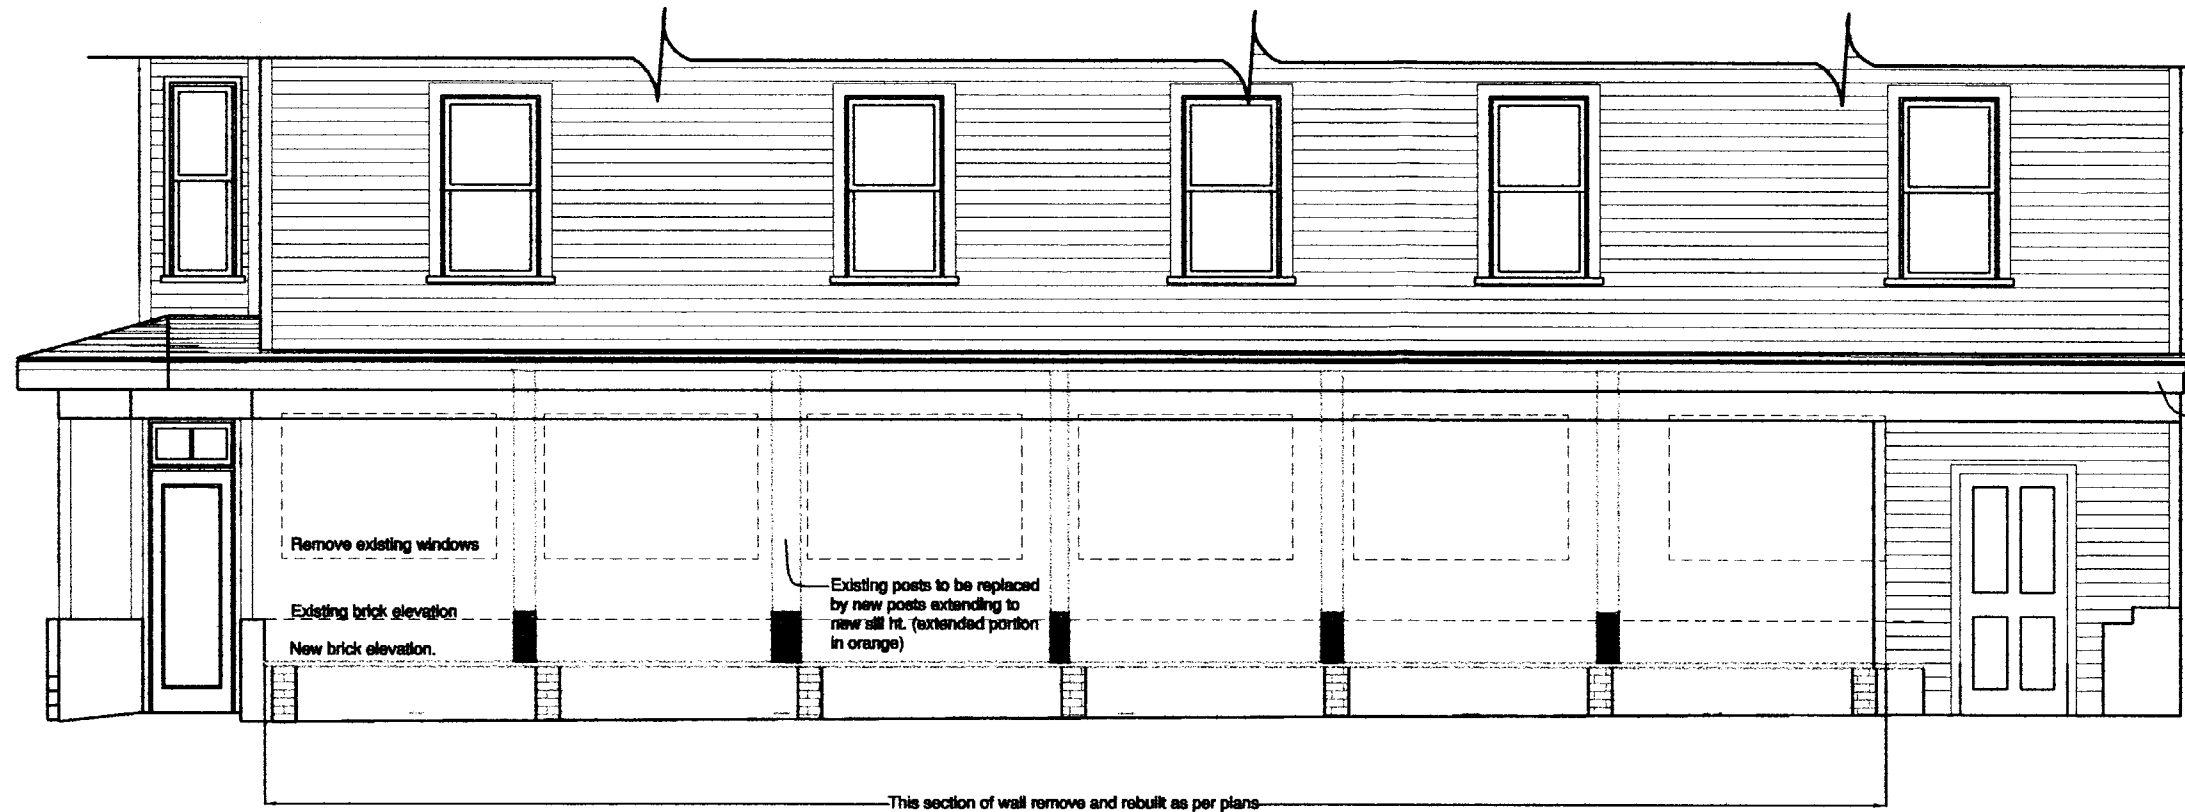 Remove existing windows
Existing posts to be replaced
by new posts extending to
new sill ht. (extended portion
in orange)
Existing brick elevation
New brick elevation.
This section of wall remove and rebuilt as per plans